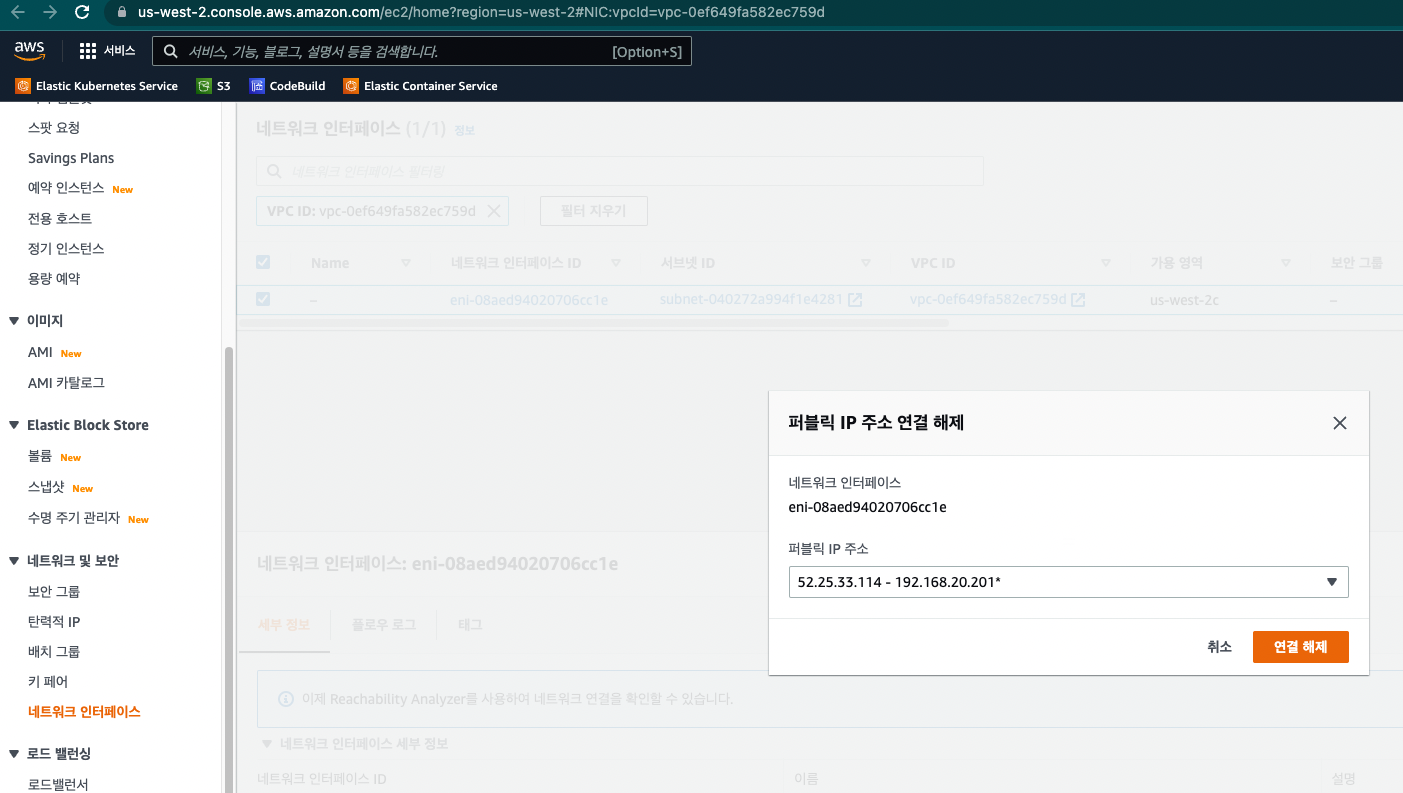 us-west-2.console.aws.amazon.com/ec2/home?region=us-west-2#NIC:vpcId=vpc-0ef649fa582ec759d
aws
서비스
서비스, 기능, 블로그, 설명서 등을 검색합니다.
[Option+S]
Elastic Kubernetes Service
S3
CodeBuild
Elastic Container Service
스팟 요청
Savings Plans
예약 인스턴스 New
전용 호스트
정기 인스턴스
용량 예약
이미지
AMI New
AMI 카탈로그
Elastic Block Store
볼륨 New
스냅샷 New
수명 주기 관리자 New
네트워크 및 보안
보안 그룹
탄력적 IP
배치 그룹
키 페어
네트워크 인터페이스
로드 밸런싱
로드밸런서
네트워크 인터페이스 (1/1) 정보
네트워크 인터페이스 필터링
VPC ID: vpc-0ef649fa582ec759d
필터 지우기
Name 네트워크 인터페이스 ID 서브넷 ID VPC ID 가용 영역 보안 그룹
– eni-08aed94020706cc1e subnet-040272a994f1e4281 vpc-0ef649fa582ec759d us-west-2c –
퍼블릭 IP 주소 연결 해제
네트워크 인터페이스
eni-08aed94020706cc1e
퍼블릭 IP 주소
52.25.33.114 - 192.168.20.201*
취소
연결 해제
네트워크 인터페이스: eni-08aed94020706cc1e
세부 정보 플로우 로그 태그
이제 Reachability Analyzer를 사용하여 네트워크 연결을 확인할 수 있습니다.
네트워크 인터페이스 세부 정보
네트워크 인터페이스 ID 이름 설명